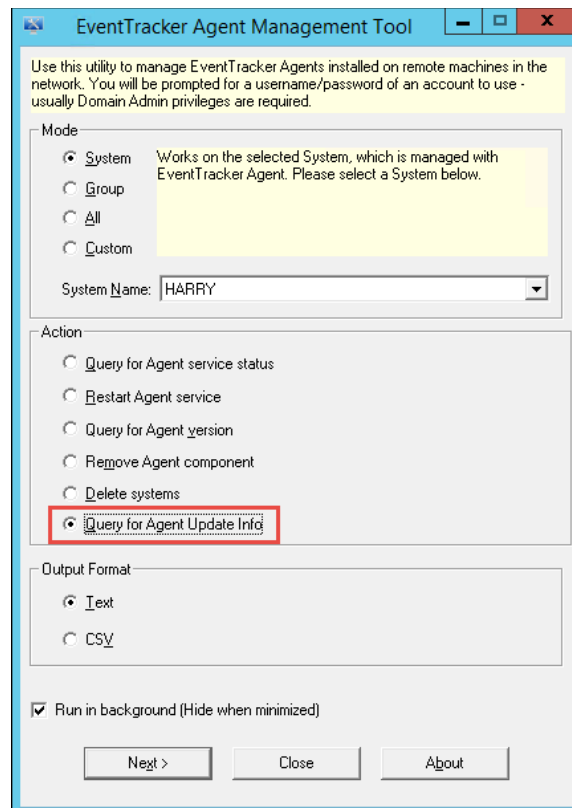 EventTracker Agent Management Tool
Use this utility to manage EventTracker Agents installed on remote machines in the
network. You will be prompted for a username/password of an account to use -
usually Domain Admin privileges are required.
Mode
System
Works on the selected System, which is managed with
EventTracker Agent. Please select a System below.
Group
All
Custom
System Name: HARRY
Action
Query for Agent service status
Restart Agent service
Query for Agent version
Remove Agent component
Delete systems
Query for Agent Update Info
Output Format
Text
CSV
Run in background (Hide when minimized)
Next > Close About